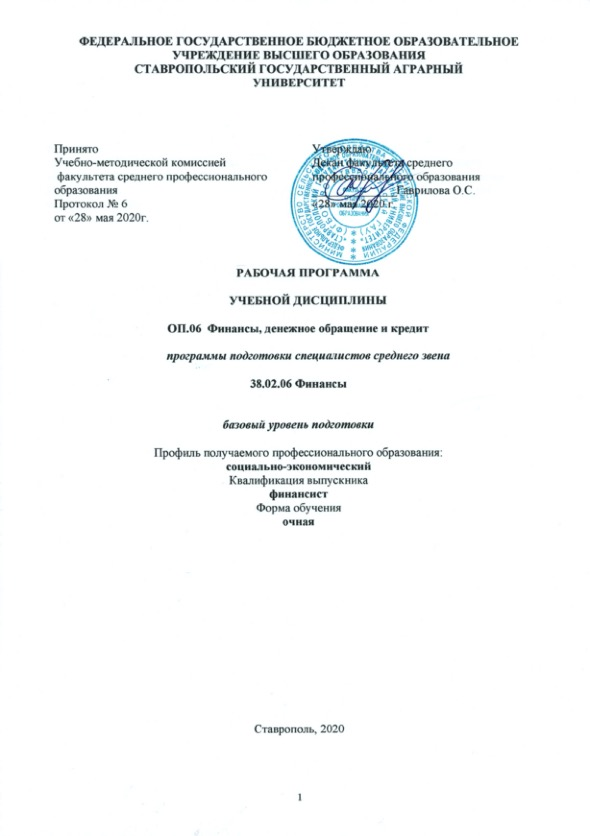 ФЕДЕРАЛЬНОЕ ГОСУДАРСТВЕННОЕ БЮДЖЕТНОЕ ОБРАЗОВАТЕЛЬНОЕ
УЧРЕЖДЕНИЕ ВЫСШЕГО ОБРАЗОВАНИЯ
СТАВРОПОЛЬСКИЙ ГОСУДАРСТВЕННЫЙ АГРАРНЫЙ
УНИВЕРСИТЕТ
Принято
Учебно-методической комиссией
факультета среднего профессионального
образования
Протокол № 6
от «28» мая 2020г.
Утверждаю
Декан факультета среднего
профессионального образования
Гаврилова О.С.
«28» мая 2020 г.
РАБОЧАЯ ПРОГРАММА
УЧЕБНОЙ ДИСЦИПЛИНЫ
ОП.06 Финансы, денежное обращение и кредит
программы подготовки специалистов среднего звена
38.02.06 Финансы
базовый уровень подготовки
Профиль получаемого профессионального образования:
социально-экономический
Квалификация выпускника
финансист
Форма обучения
очная
Ставрополь, 2020
1